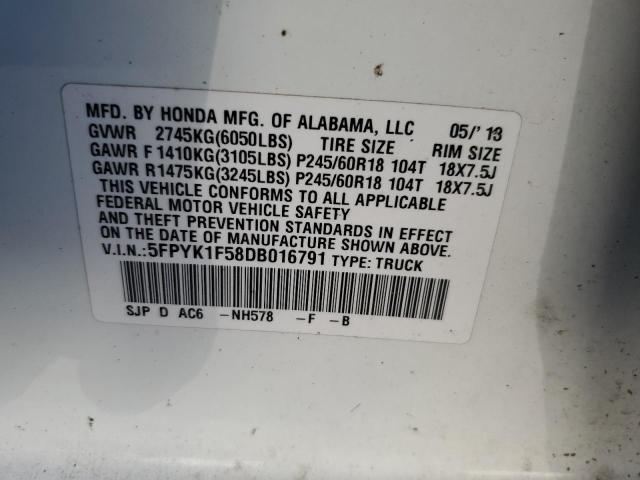 MFD. BY HONDA MFG. OF ALABAMA, LLC 05/'13
GVWR 2745KG(6050LBS) TIRE SIZE RIM SIZE
GAWR F 1410KG(3105LBS) P245/60R18 104T 18X7.5J
GAWR R1475KG(3245LBS) P245/60R18 104T 18X7.5J
THIS VEHICLE CONFORMS TO ALL APPLICABLE
FEDERAL MOTOR VEHICLE SAFETY
AND THEFT PREVENTION STANDARDS IN EFFECT
ON THE DATE OF MANUFACTURE SHOWN ABOVE.
V.I.N.:5FPYK1F58DB016791 TYPE: TRUCK
SJP D AC6 -NH578 -F -B